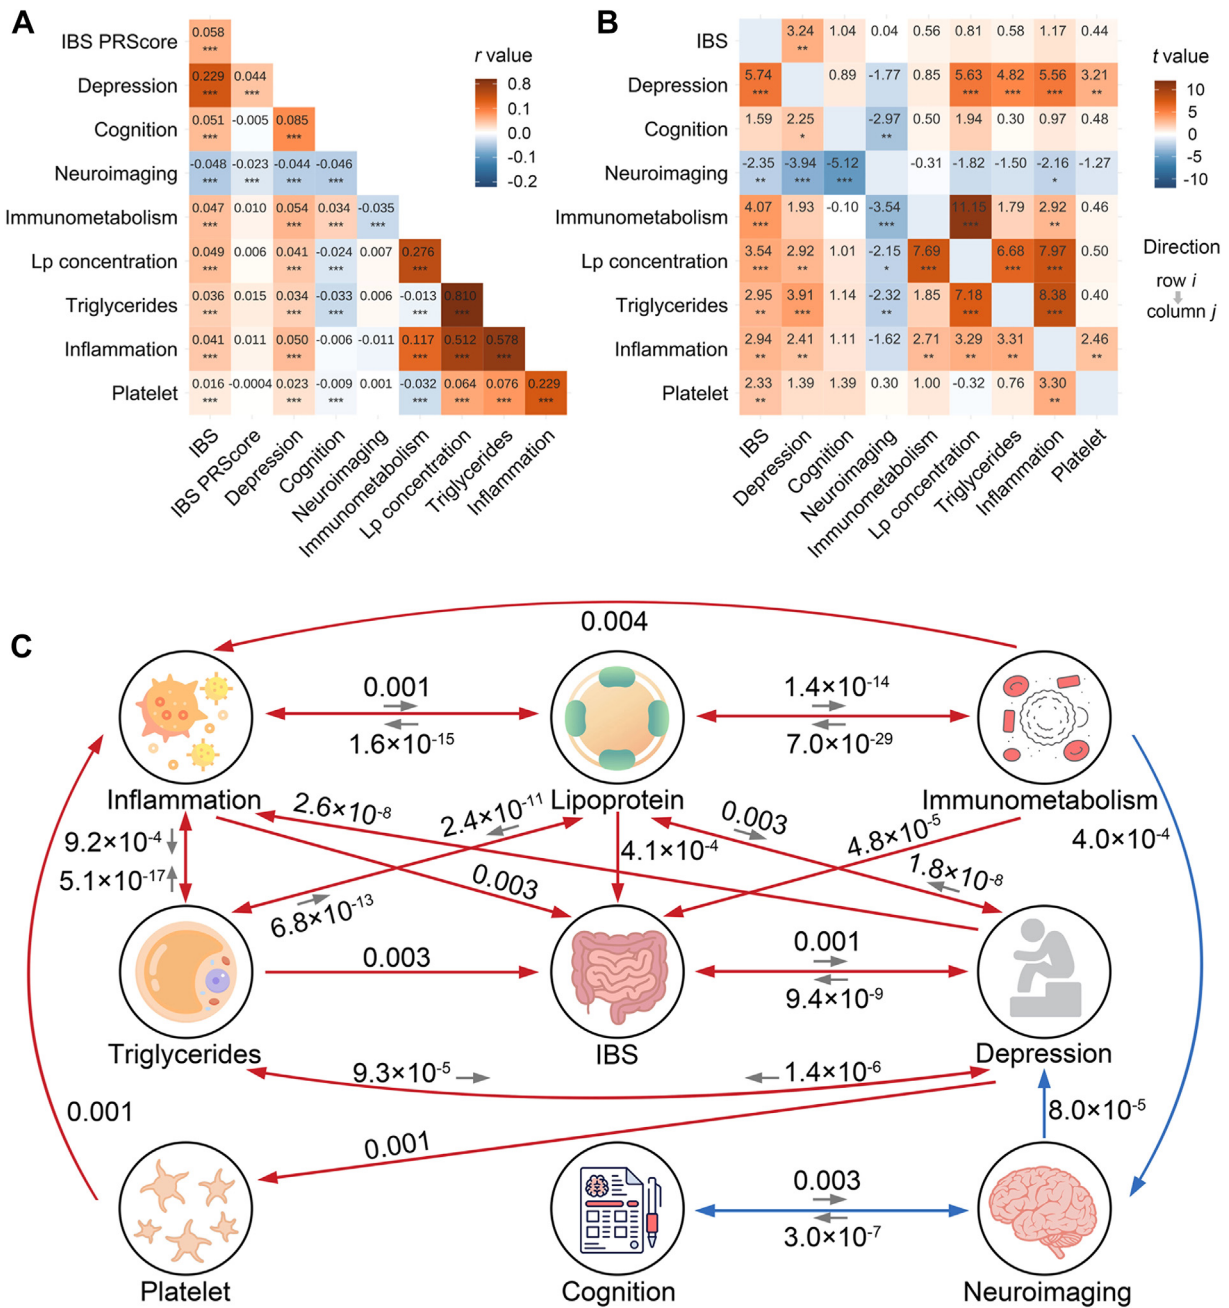 A
IBS PRScore
0.058
***
Depression
0.229 0.044
*** ***
Cognition
0.051 -0.005 0.085
*** ***
Neuroimaging
-0.048 -0.023 -0.044 -0.046
*** *** *** ***
Immunometabolism
0.047 0.010 0.054 0.034 -0.035
*** *** *** ***
Lp concentration
0.049 0.006 0.041 -0.024 0.007 0.276
*** *** *** ***
Triglycerides
0.036 0.015 0.034 -0.033 0.006 -0.013 0.810
*** *** *** *** ***
Inflammation
0.041 0.011 0.050 -0.006 -0.011 0.117 0.512 0.578
*** *** *** *** ***
Platelet
0.016 -0.0004 0.023 -0.009 0.001 -0.032 0.064 0.076 0.229
*** *** *** *** *** *** ***
IBS
IBS PRScore
Depression
Cognition
Neuroimaging
Immunometabolism
Lp concentration
Triglycerides
Inflammation
r value
0.8
0.1
0.0
-0.1
-0.2
B
IBS
3.24 1.04 0.04 0.56 0.81 0.58 1.17 0.44
**
Depression
5.74 0.89 -1.77 0.85 5.63 4.82 5.56 3.21
*** *** *** *** **
Cognition
1.59 2.25 -2.97 0.50 1.94 0.30 0.97 0.48
* **
Neuroimaging
-2.35 -3.94 -5.12 -0.31 -1.82 -1.50 -2.16 -1.27
** *** *** *
Immunometabolism
4.07 1.93 -0.10 -3.54 11.15 1.79 2.92 0.46
*** *** *** **
Lp concentration
3.54 2.92 1.01 -2.15 7.69 6.68 7.97 0.50
*** ** * *** *** ***
Triglycerides
2.95 3.91 1.14 -2.32 1.85 7.18 8.38 0.40
** *** ** *** ***
Inflammation
2.94 2.41 1.11 -1.62 2.71 3.29 3.31 2.46
** ** ** ** ** **
Platelet
2.33 1.39 1.39 0.30 1.00 -0.32 0.76 3.30
** **
IBS
Depression
Cognition
Neuroimaging
Immunometabolism
Lp concentration
Triglycerides
Inflammation
Platelet
t value
10
5
0
-5
-10
Direction
row i
column j
C
0.004
0.001
1.6×10-15
1.4×10-14
7.0×10-29
Inflammation
Lipoprotein
Immunometabolism
9.2×10-4
5.1×10-17
2.6×10-8
2.4×10-11
6.8×10-13
0.003
4.1×10-4
0.003
4.8×10-5
1.8×10-8
4.0×10-4
0.003
0.001
9.4×10-9
Triglycerides
IBS
Depression
9.3×10-5
1.4×10-6
0.001
0.001
8.0×10-5
0.003
3.0×10-7
Platelet
Cognition
Neuroimaging